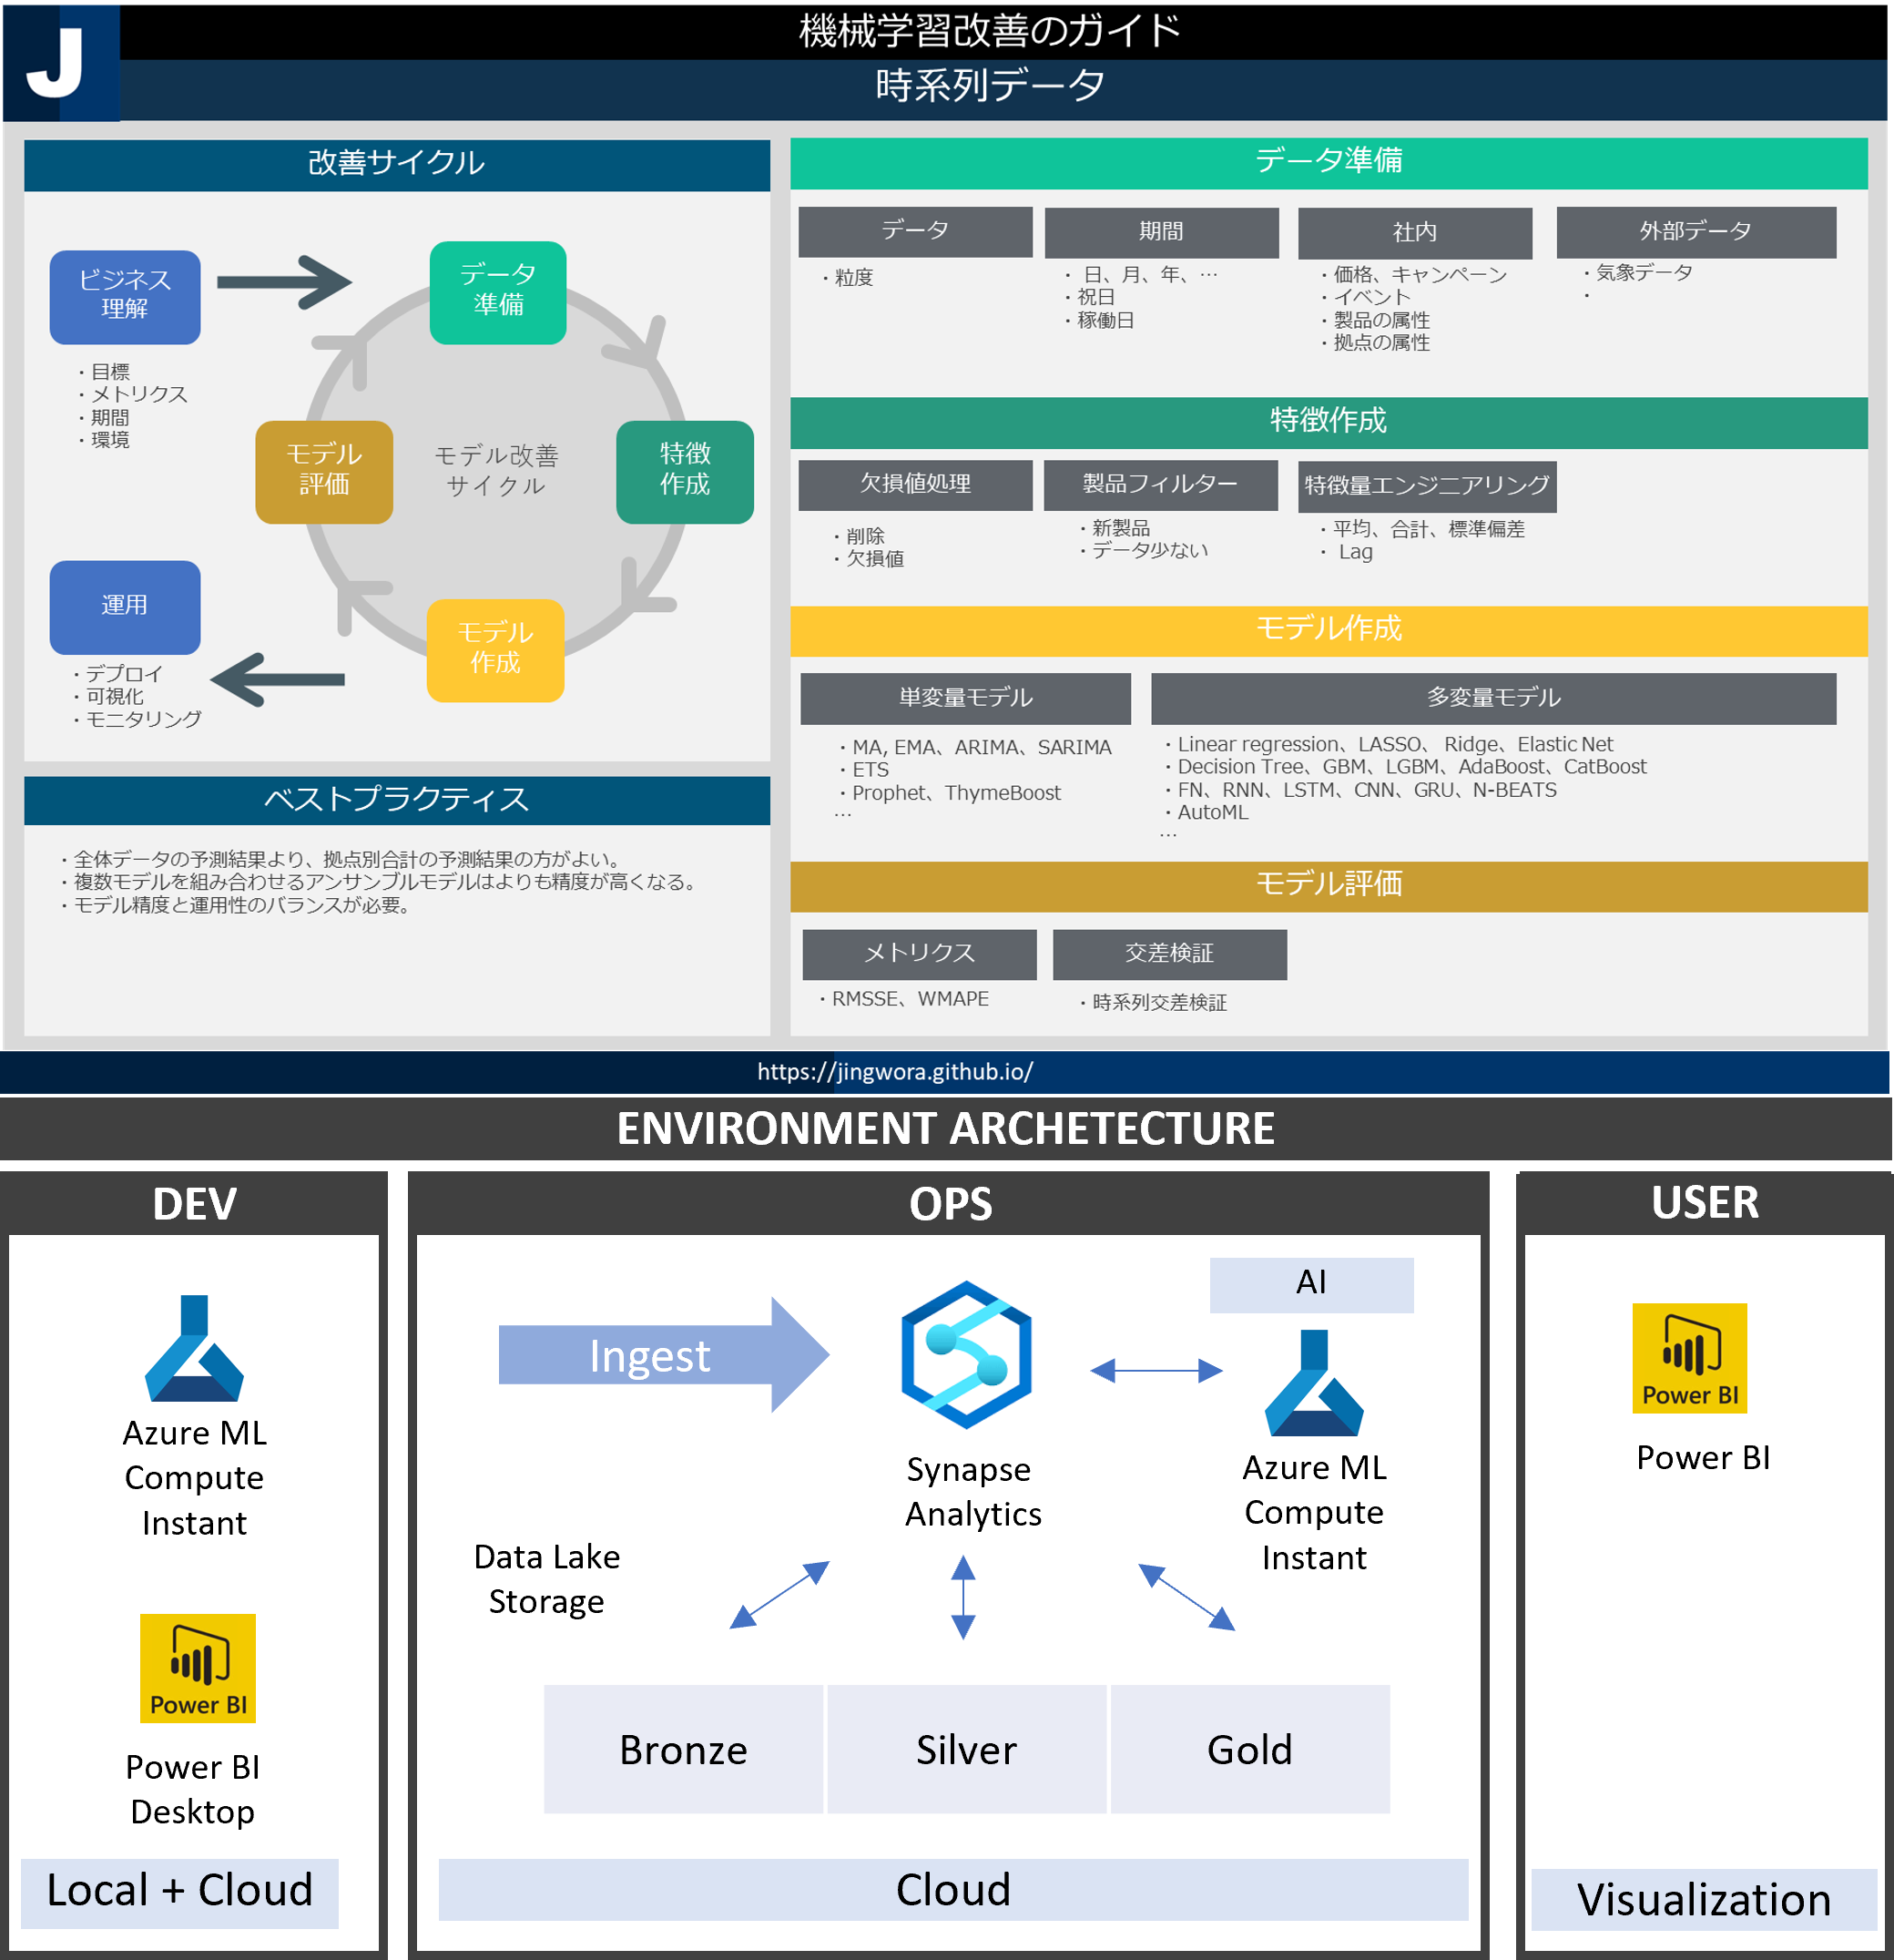 J
機械学習改善のガイド
時系列データ
改善サイクル
ビジネス
理解
・目標
・メトリクス
・期間
・環境
データ
準備
特徴
作成
モデル
作成
モデル
評価
モデル改善
サイクル
運用
・デプロイ
・可視化
・モニタリング
ベストプラクティス
・全体データの予測結果より、拠点別合計の予測結果の方がよい。
・複数モデルを組み合わせるアンサンブルモデルはよりも精度が高くなる。
・モデル精度と運用性のバランスが必要。
データ準備
データ
・粒度
期間
・ 日、月、年、…
・祝日
・稼働日
社内
・価格、キャンペーン
・イベント
・製品の属性
・拠点の属性
外部データ
・気象データ
・
特徴作成
欠損値処理
・削除
・欠損値
製品フィルター
・新製品
・データ少ない
特徴量エンジニアリング
・平均、合計、標準偏差
・ Lag
モデル作成
単変量モデル
・MA, EMA、ARIMA、SARIMA
・ETS
・Prophet、ThymeBoost
…
多変量モデル
・Linear regression、LASSO、 Ridge、Elastic Net
・Decision Tree、GBM、LGBM、AdaBoost、CatBoost
・FN、RNN、LSTM、CNN、GRU、N-BEATS
・AutoML
…
モデル評価
メトリクス
・RMSSE、WMAPE
交差検証
・時系列交差検証
https://jingwora.github.io/
ENVIRONMENT ARCHETECTURE
DEV
Azure ML
Compute
Instant
Power BI
Power BI
Desktop
Local + Cloud
OPS
Ingest
Synapse
Analytics
AI
Azure ML
Compute
Instant
Data Lake
Storage
Bronze
Silver
Gold
Cloud
USER
Power BI
Power BI
Visualization